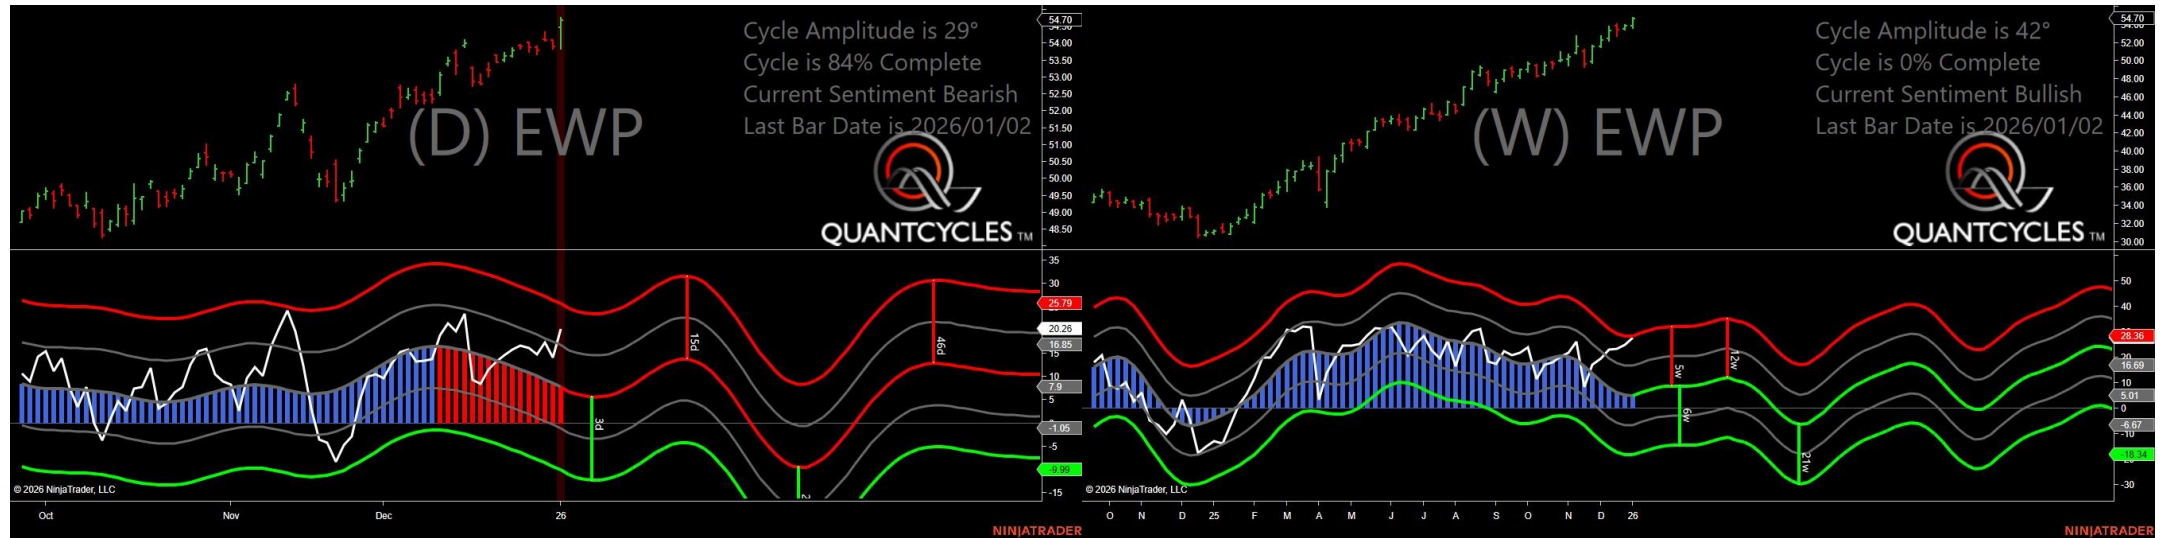 Cycle Amplitude is 29°
Cycle is 84% Complete
Current Sentiment Bearish
Last Bar Date is 2026/01/02
(D) EWP
QUANTCYCLES TM
54.70
54.00
53.50
53.00
52.50
52.00
51.50
51.00
50.50
50.00
49.50
49.00
48.50
35
30
25.79
20.26
16.85
15
10
7.9
5
-1.05
-5
-9.99
-15
3d
15d
2
46d
© 2026 NinjaTrader, LLC
Oct Nov Dec 26
NINJATRADER
Cycle Amplitude is 42°
Cycle is 0% Complete
Current Sentiment Bullish
Last Bar Date is 2026/01/02
(W) EWP
QUANTCYCLES TM
54.70
52.00
50.00
48.00
46.00
44.00
42.00
40.00
38.00
36.00
34.00
32.00
30.00
50
40
28.36
20
16.69
10
5.01
0
-6.67
-10
-18.34
-30
5w
6w
12w
21w
© 2026 NinjaTrader, LLC
O N D 25 F M A M J J A S O N D 26
NINJATRADER